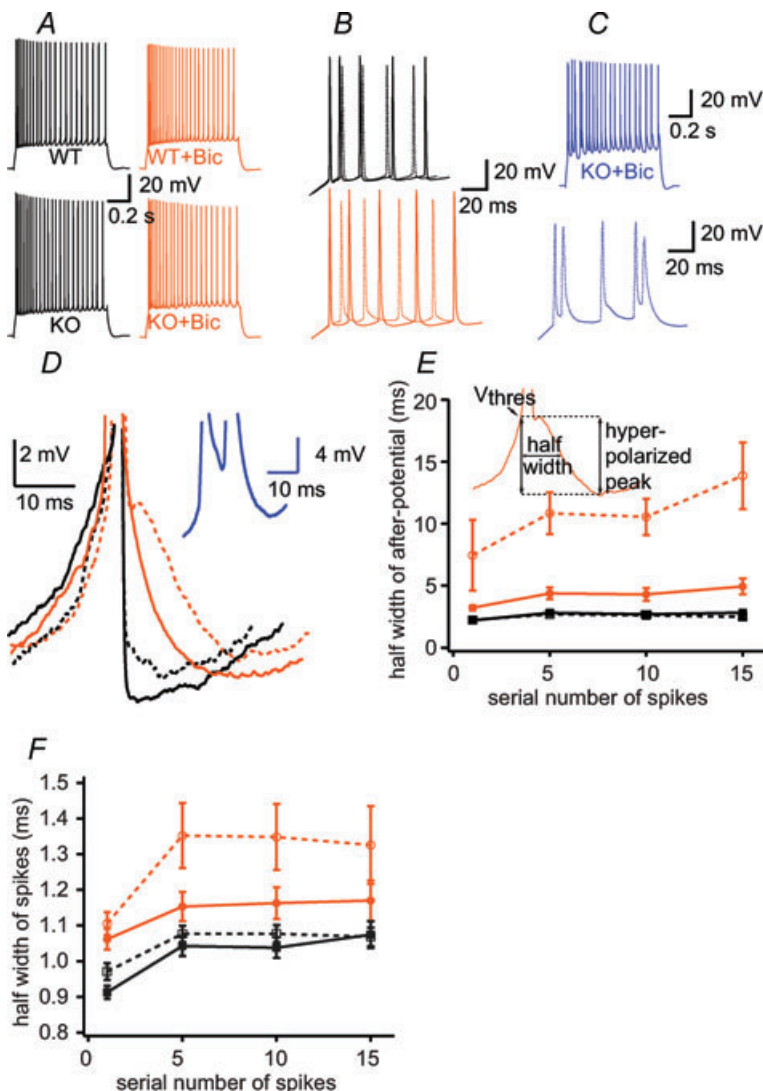 A
WT
WT+Bic
20 mV
0.2 s
KO
KO+Bic
B
20 mV
20 ms
C
20 mV
0.2 s
KO+Bic
20 mV
20 ms
D
2 mV
10 ms
4 mV
10 ms
E
half width of after-potential (ms)
20
15
10
5
0
Vthres
half
width
hyper-
polarized
peak
0
5
10
15
serial number of spikes
F
half width of spikes (ms)
1.5
1.4
1.3
1.2
1.1
1.0
0.9
0.8
0
5
10
15
serial number of spikes